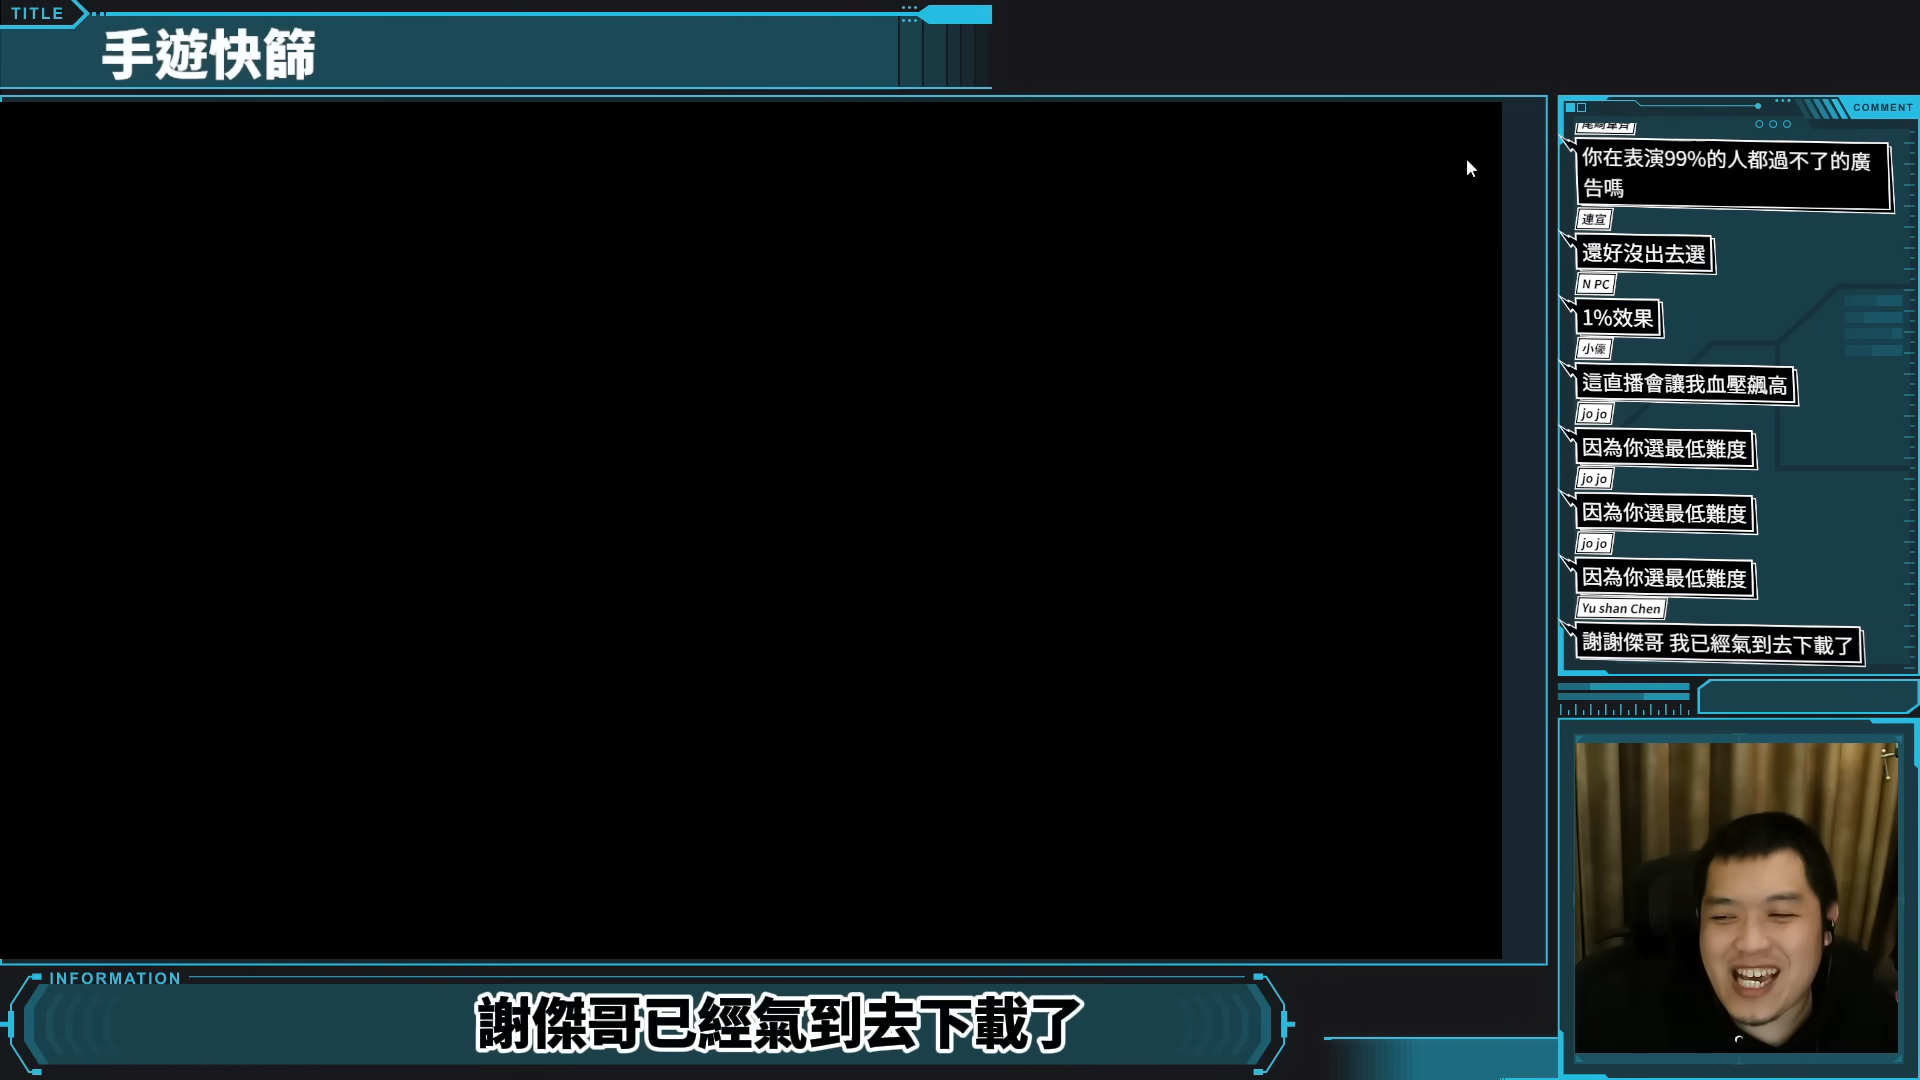 TITLE
手遊快篩
COMMENT
你在表演99%的人都過不了的廣
告嗎
連宣
還好沒出去選
N PC
1%效果
這直播會讓我血壓飆高
jo jo
因為你選最低難度
jo jo
因為你選最低難度
jo jo
因為你選最低難度
Yu shan Chen
謝謝傑哥 我已經氣到去下載了
INFORMATION
謝傑哥已經氣到去下載了